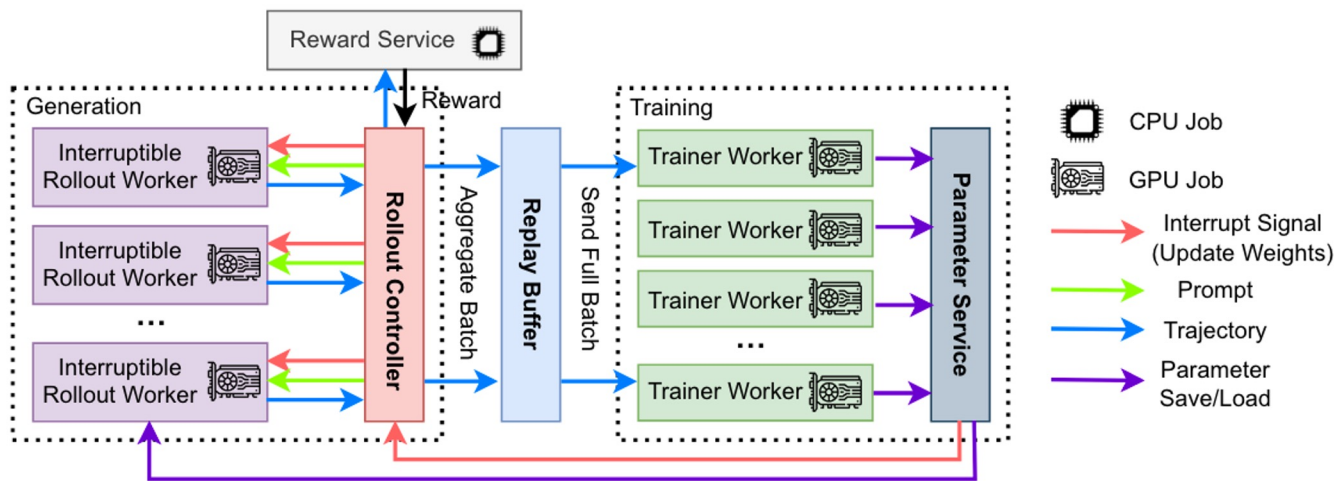 Reward Service
Reward
Generation
Interruptible
Rollout Worker
Interruptible
Rollout Worker
...
Interruptible
Rollout Worker
Rollout Controller
Aggregate Batch
Replay Buffer
Send Full Batch
Training
Trainer Worker
Trainer Worker
Trainer Worker
...
Trainer Worker
Parameter Service
CPU Job
GPU Job
Interrupt Signal
(Update Weights)
Prompt
Trajectory
Parameter
Save/Load